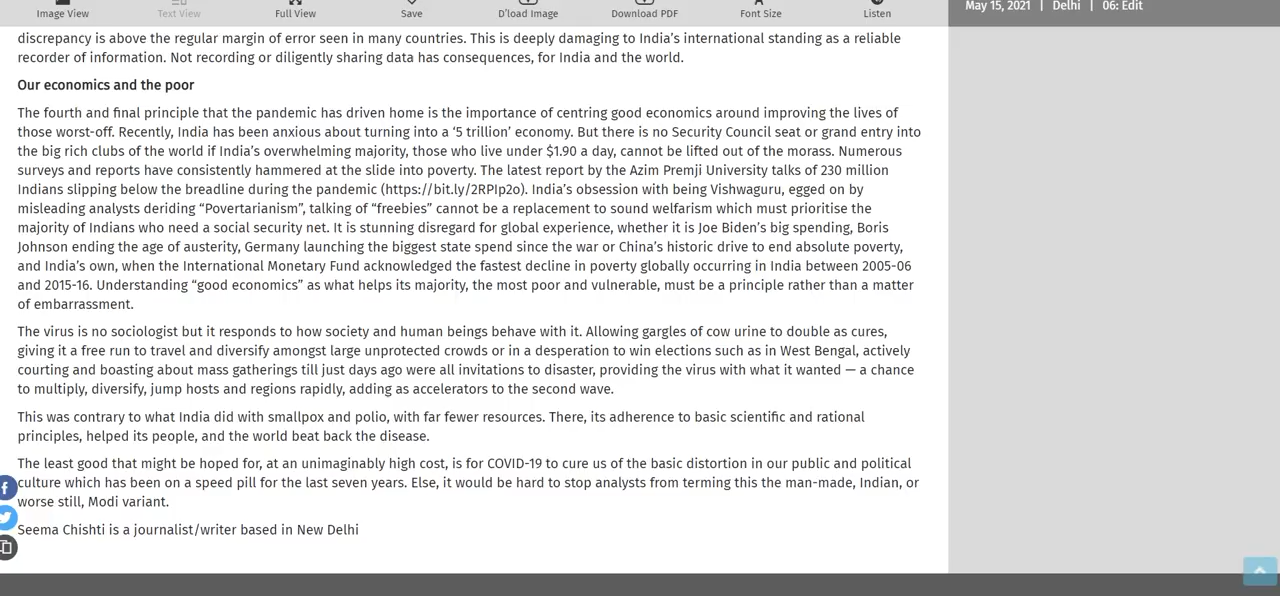 Image View Text View Full View Save D'load Image Download PDF Font Size Listen
May 15, 2021 | Delhi | 06: Edit
discrepancy is above the regular margin of error seen in many countries. This is deeply damaging to India's international standing as a reliable
recorder of information. Not recording or diligently sharing data has consequences, for India and the world.
Our economics and the poor
The fourth and final principle that the pandemic has driven home is the importance of centring good economics around improving the lives of
those worst-off. Recently, India has been anxious about turning into a ‘5 trillion’ economy. But there is no Security Council seat or grand entry into
the big rich clubs of the world if India's overwhelming majority, those who live under $1.90 a day, cannot be lifted out of the morass. Numerous
surveys and reports have consistently hammered at the slide into poverty. The latest report by the Azim Premji University talks of 230 million
Indians slipping below the breadline during the pandemic (https://bit.ly/2RPIp2o). India's obsession with being Vishwaguru, egged on by
misleading analysts deriding “Povertarianism”, talking of “freebies” cannot be a replacement to sound welfarism which must prioritise the
majority of Indians who need a social security net. It is stunning disregard for global experience, whether it is Joe Biden's big spending, Boris
Johnson ending the age of austerity, Germany launching the biggest state spend since the war or China's historic drive to end absolute poverty,
and India's own, when the International Monetary Fund acknowledged the fastest decline in poverty globally occurring in India between 2005-06
and 2015-16. Understanding “good economics” as what helps its majority, the most poor and vulnerable, must be a principle rather than a matter
of embarrassment.
The virus is no sociologist but it responds to how society and human beings behave with it. Allowing gargles of cow urine to double as cures,
giving it a free run to travel and diversify amongst large unprotected crowds or in a desperation to win elections such as in West Bengal, actively
courting and boasting about mass gatherings till just days ago were all invitations to disaster, providing the virus with what it wanted — a chance
to multiply, diversify, jump hosts and regions rapidly, adding as accelerators to the second wave.
This was contrary to what India did with smallpox and polio, with far fewer resources. There, its adherence to basic scientific and rational
principles, helped its people, and the world beat back the disease.
The least good that might be hoped for, at an unimaginably high cost, is for COVID-19 to cure us of the basic distortion in our public and political
culture which has been on a speed pill for the last seven years. Else, it would be hard to stop analysts from terming this the man-made, Indian, or
worse still, Modi variant.
Seema Chishti is a journalist/writer based in New Delhi